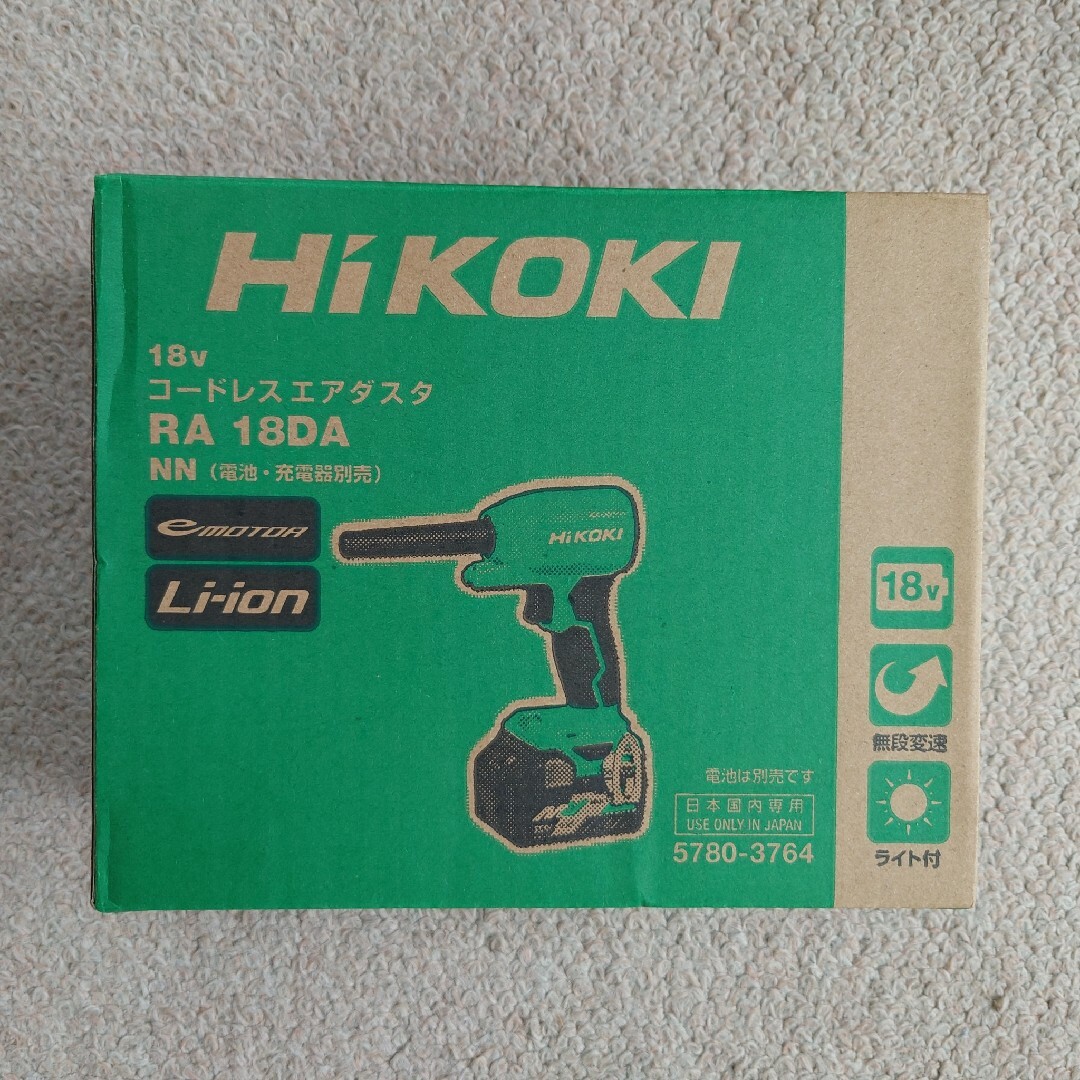 HiKOKI
18v
コードレスエアダスタ
RA 18DA
NN（電池・充電器別売）
e MOTOR
Li-ion
HiKOKI
電池は別売です
日本国内専用
USE ONLY IN JAPAN
5780-3764
18v
無段変速
ライト付